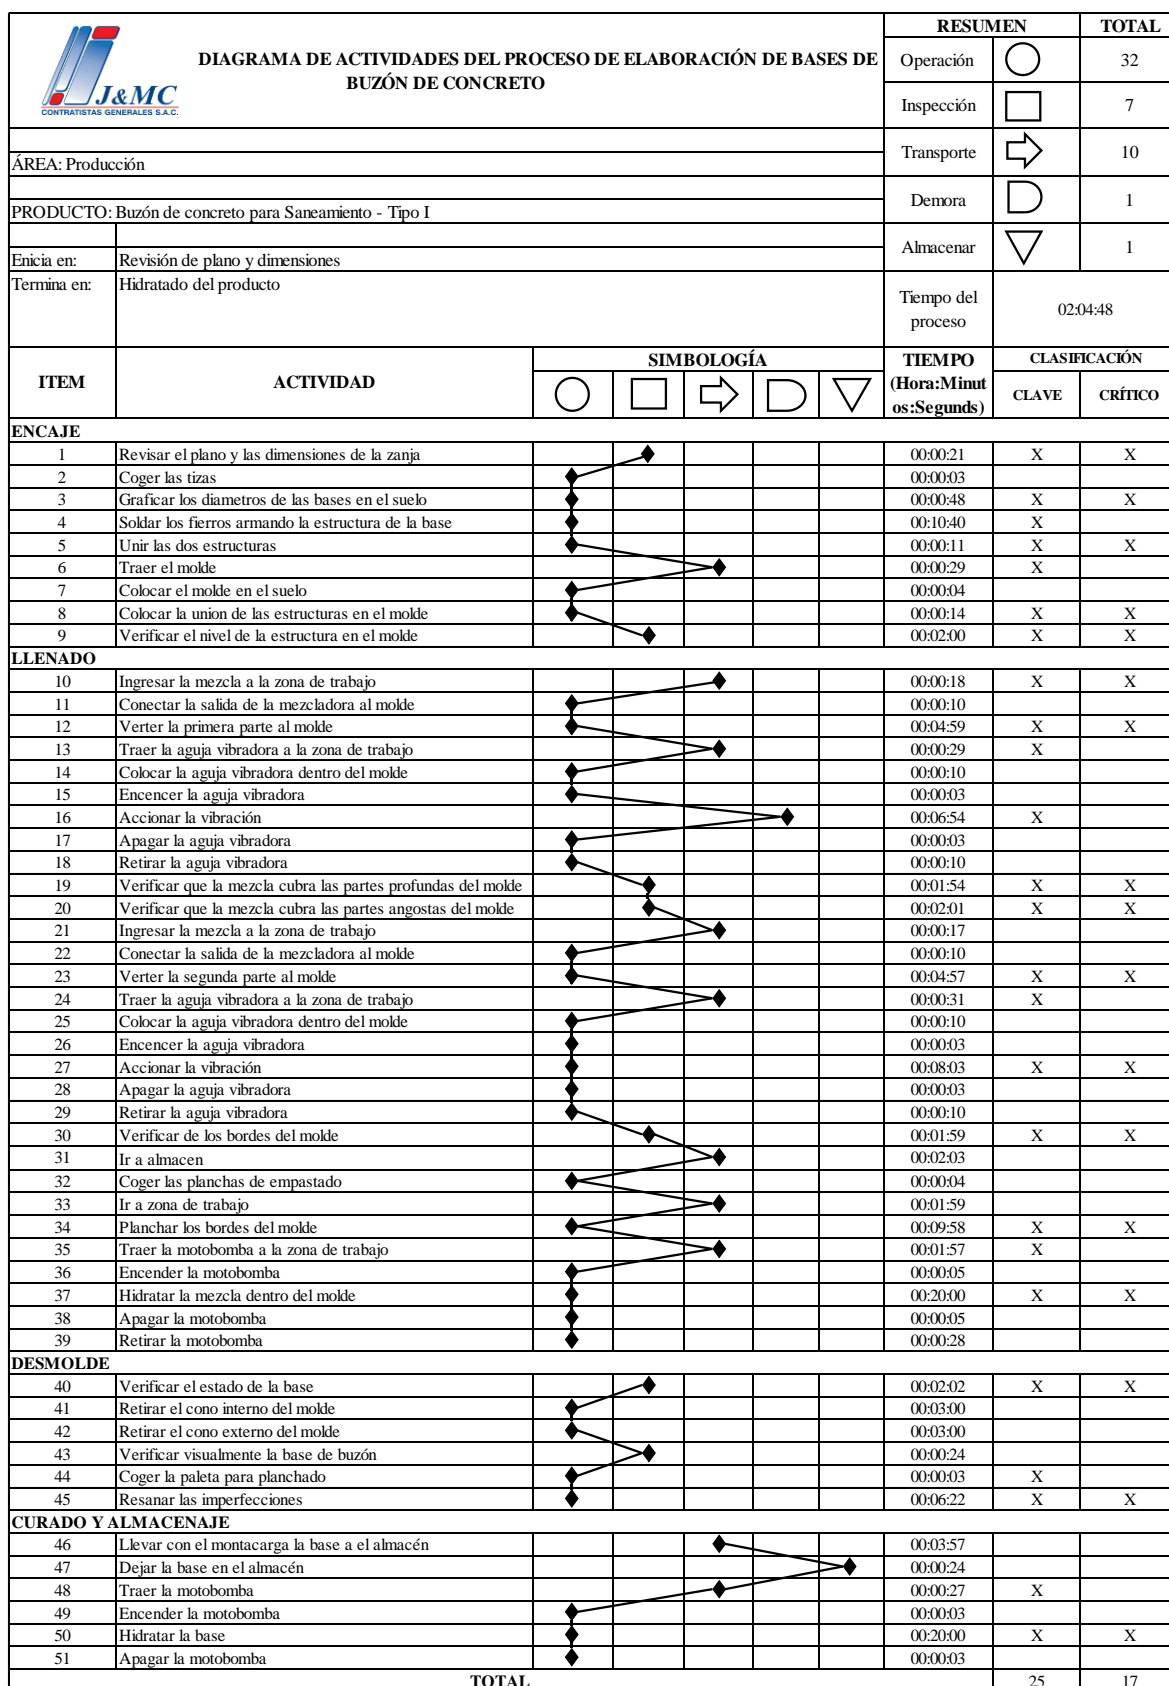 RESUMEN TOTAL
DIAGRAMA DE ACTIVIDADES DEL PROCESO DE ELABORACIÓN DE BASES DE
BUZÓN DE CONCRETO
J&MC
CONTRATISTAS GENERALES S.A.C.
Operación 32
Inspección 7
Transporte 10
ÁREA: Producción
Demora 1
PRODUCTO: Buzón de concreto para Saneamiento - Tipo I
Almacenar 1
Enicia en: Revisión de plano y dimensiones
Termina en: Hidratado del producto
Tiempo del
proceso
02:04:48
ITEM ACTIVIDAD SIMBOLOGÍA TIEMPO
(Hora:Minut
os:Segunds)
CLASIFICACIÓN
CLAVE CRÍTICO
ENCAJE
1 Revisar el plano y las dimensiones de la zanja 00:00:21 X X
2 Coger las tizas 00:00:03
3 Graficar los diametros de las bases en el suelo 00:00:48 X X
4 Soldar los fierros armando la estructura de la base 00:10:40 X
5 Unir las dos estructuras 00:00:11 X X
6 Traer el molde 00:00:29 X
7 Colocar el molde en el suelo 00:00:04
8 Colocar la union de las estructuras en el molde 00:00:14 X X
9 Verificar el nivel de la estructura en el molde 00:02:00 X X
LLENADO
10 Ingresar la mezcla a la zona de trabajo 00:00:18 X X
11 Conectar la salida de la mezcladora al molde 00:00:10
12 Verter la primera parte al molde 00:04:59 X X
13 Traer la aguja vibradora a la zona de trabajo 00:00:29 X
14 Colocar la aguja vibradora dentro del molde 00:00:10
15 Encencer la aguja vibradora 00:00:03
16 Accionar la vibración 00:06:54 X
17 Apagar la aguja vibradora 00:00:03
18 Retirar la aguja vibradora 00:00:10
19 Verificar que la mezcla cubra las partes profundas del molde 00:01:54 X X
20 Verificar que la mezcla cubra las partes angostas del molde 00:02:01 X X
21 Ingresar la mezcla a la zona de trabajo 00:00:17
22 Conectar la salida de la mezcladora al molde 00:00:10
23 Verter la segunda parte al molde 00:04:57 X X
24 Traer la aguja vibradora a la zona de trabajo 00:00:31 X
25 Colocar la aguja vibradora dentro del molde 00:00:10
26 Encencer la aguja vibradora 00:00:03
27 Accionar la vibración 00:08:03 X X
28 Apagar la aguja vibradora 00:00:03
29 Retirar la aguja vibradora 00:00:10
30 Verificar de los bordes del molde 00:01:59 X X
31 Ir a almacen 00:02:03
32 Coger las planchas de empastado 00:00:04
33 Ir a zona de trabajo 00:01:59
34 Planchar los bordes del molde 00:09:58 X X
35 Traer la motobomba a la zona de trabajo 00:01:57 X
36 Encender la motobomba 00:00:05
37 Hidratar la mezcla dentro del molde 00:20:00 X X
38 Apagar la motobomba 00:00:05
39 Retirar la motobomba 00:00:28
DESMOLDE
40 Verificar el estado de la base 00:02:02 X X
41 Retirar el cono interno del molde 00:03:00
42 Retirar el cono externo del molde 00:03:00
43 Verificar visualmente la base de buzón 00:00:24
44 Coger la paleta para planchado 00:00:03 X
45 Resanar las imperfecciones 00:06:22 X X
CURADO Y ALMACENAJE
46 Llevar con el montacarga la base a el almacén 00:03:57
47 Dejar la base en el almacén 00:00:24
48 Traer la motobomba 00:00:27 X
49 Encender la motobomba 00:00:03
50 Hidratar la base 00:20:00 X X
51 Apagar la motobomba 00:00:03
TOTAL 25 17